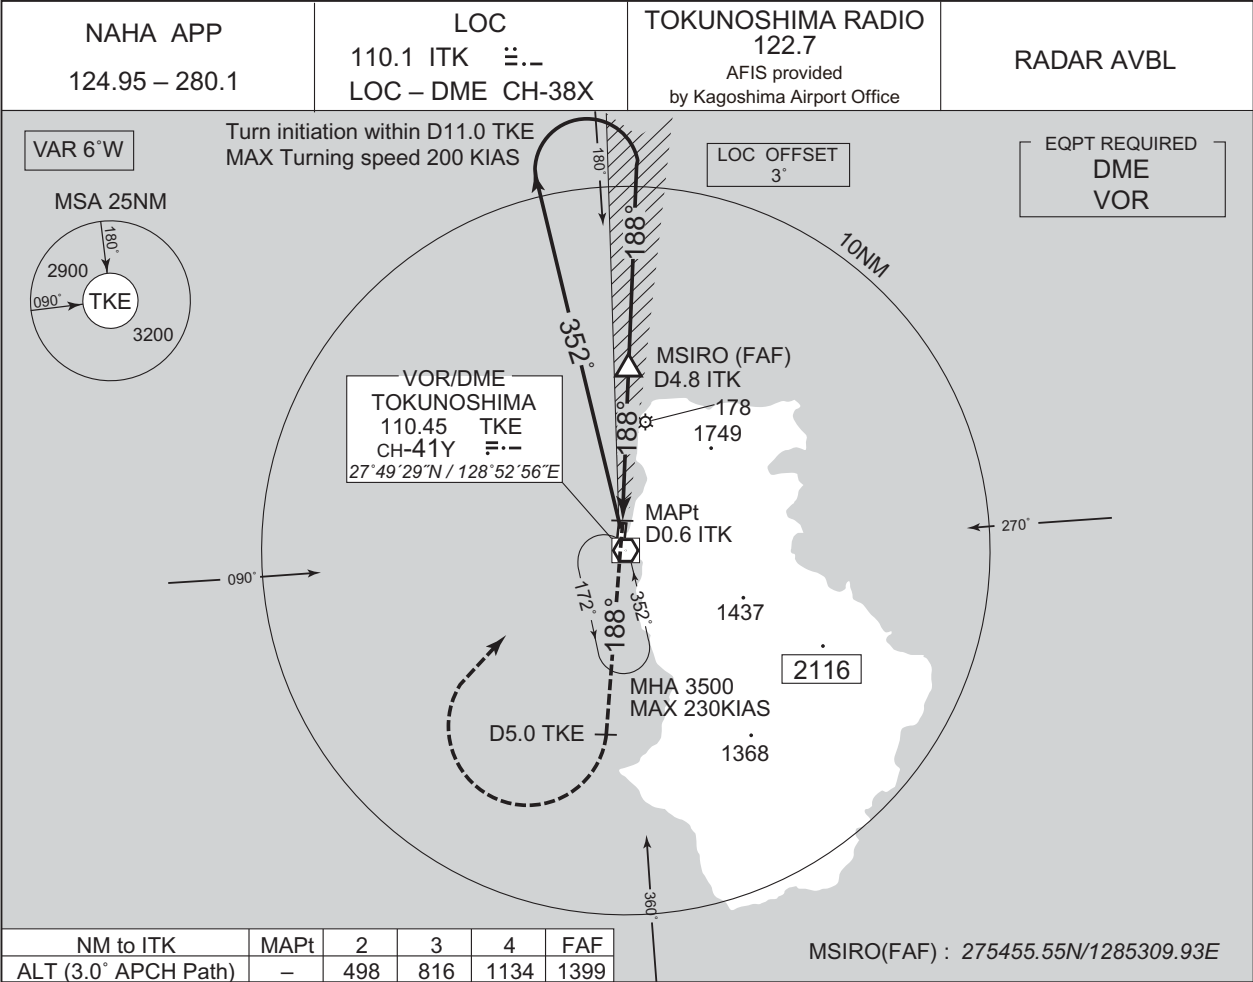 NAHA APP
124.95 – 280.1
LOC
110.1 ITK
LOC – DME CH-38X
TOKUNOSHIMA RADIO
122.7
AFIS provided
by Kagoshima Airport Office
RADAR AVBL
VAR 6˚W
Turn initiation within D11.0 TKE
MAX Turning speed 200 KIAS
180˚
LOC OFFSET
3˚
EQPT REQUIRED
DME
VOR
MSA 25NM
180˚
2900
090˚
TKE
3200
188˚
10NM
352˚
MSIRO (FAF)
D4.8 ITK
VOR/DME
TOKUNOSHIMA
110.45 TKE
CH-41Y
27˚49´29˝N / 128˚52´56˝E
188˚
178
1749
MAPt
D0.6 ITK
270˚
090˚
172˚
188˚
352˚
1437
2116
MHA 3500
MAX 230KIAS
D5.0 TKE
1368
360˚
NM to ITK MAPt 2 3 4 FAF
ALT (3.0˚ APCH Path) – 498 816 1134 1399
MSIRO(FAF) : 275455.55N/1285309.93E